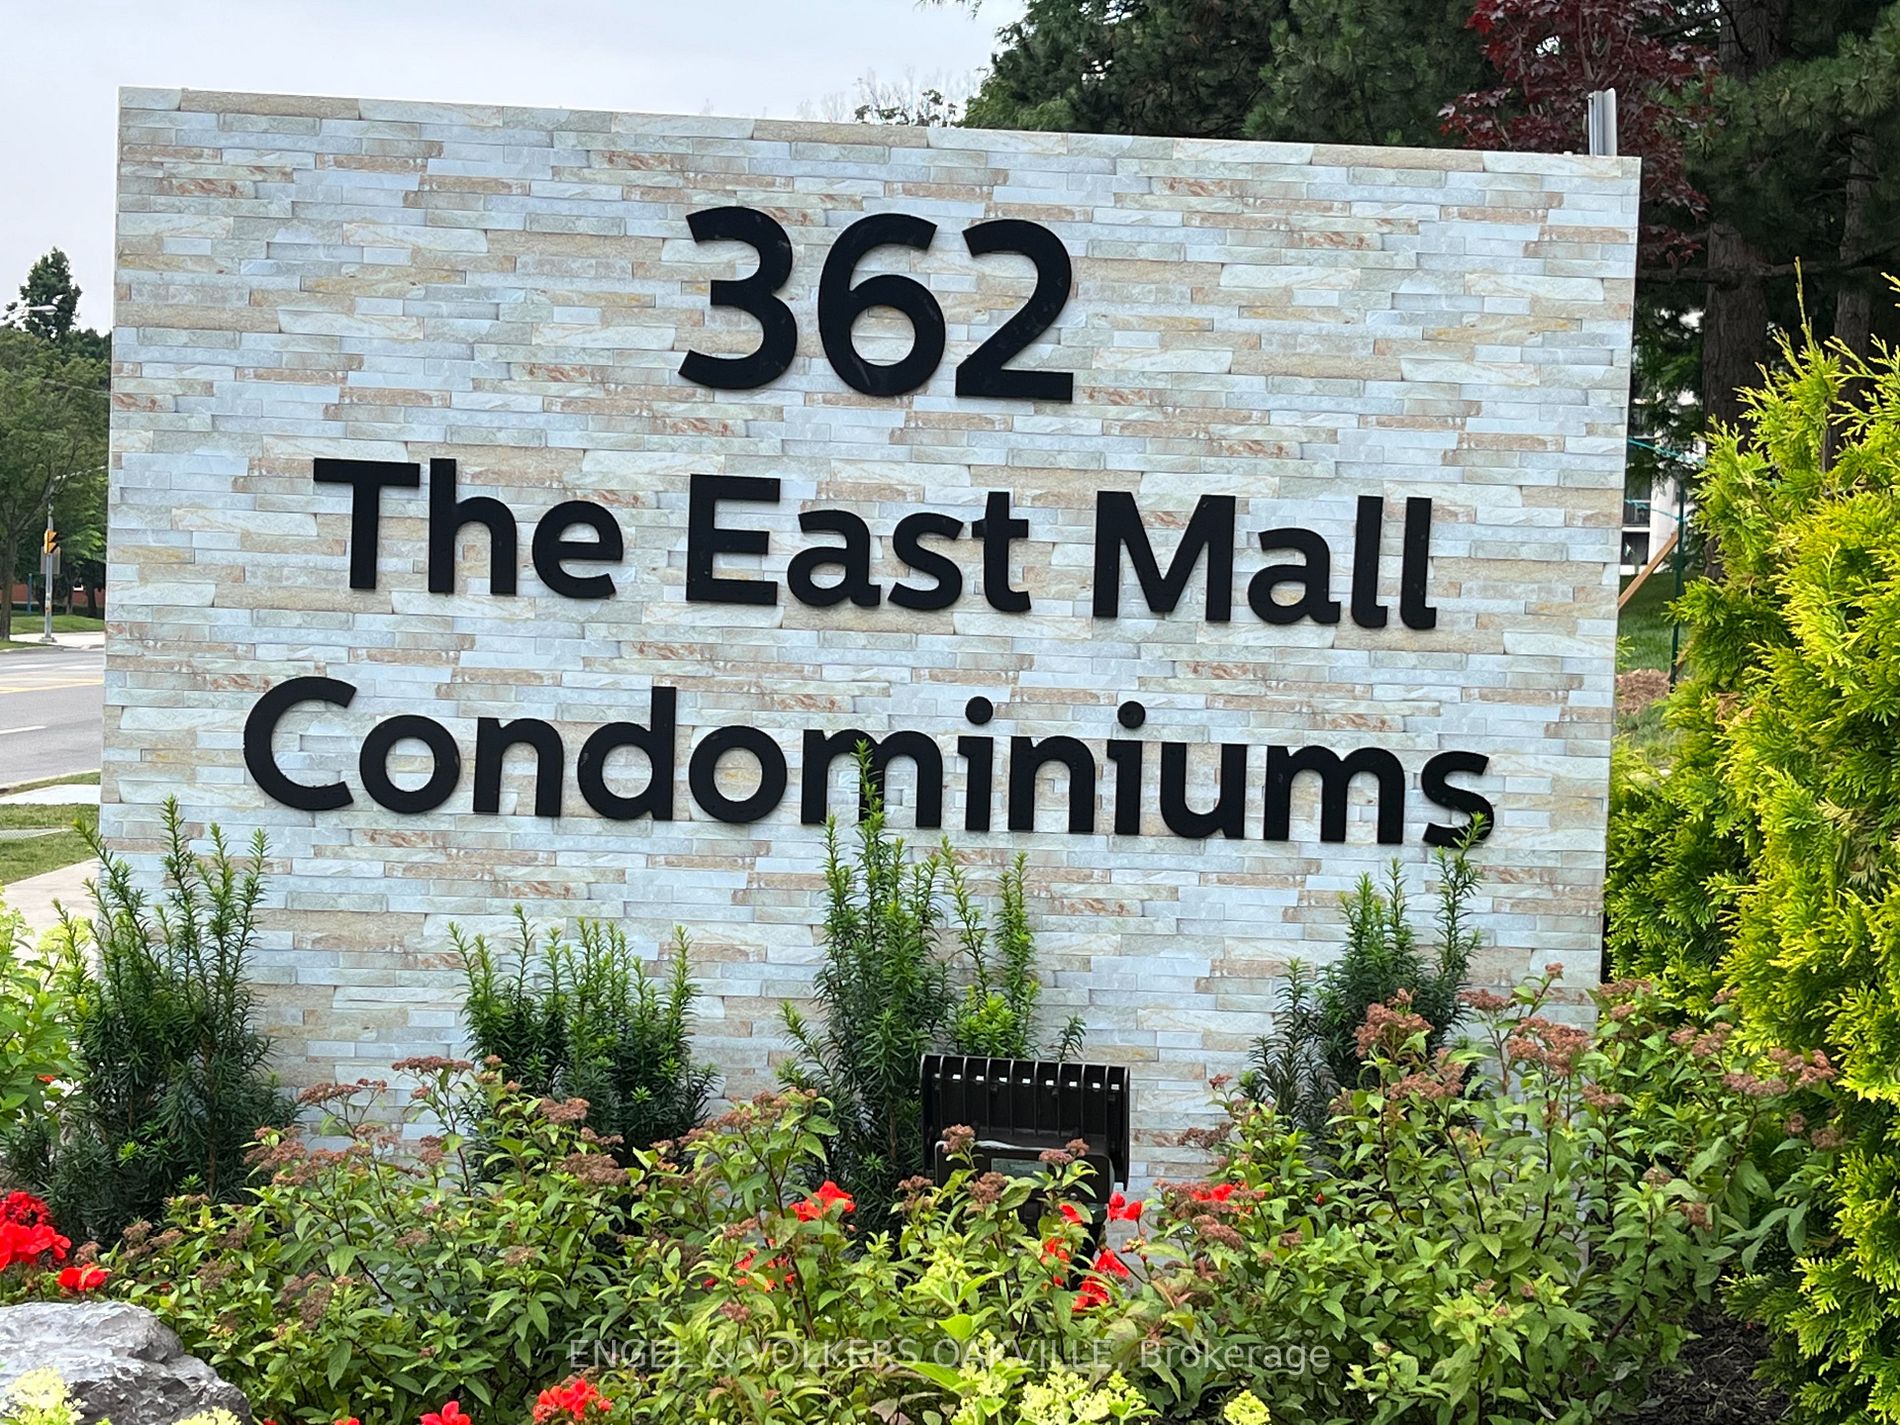 362
The East Mall
Condominiums
ENGEL & VOLKERS OAKVILLE, Brokerage